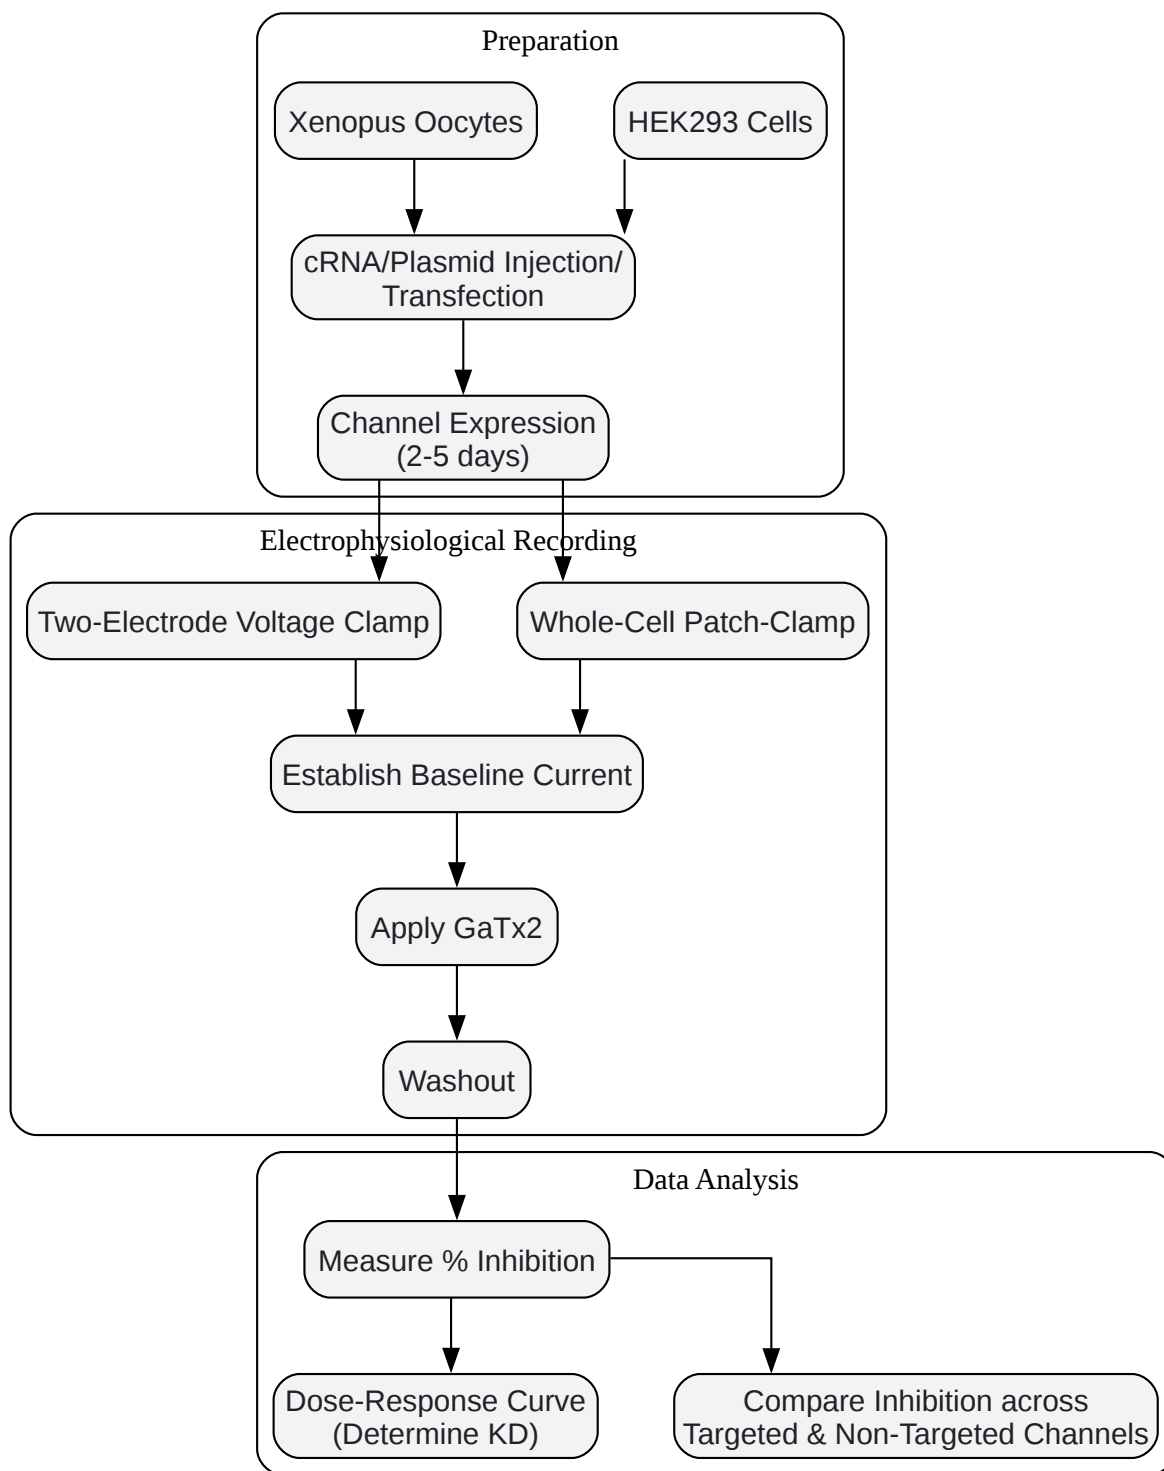 Preparation
Xenopus Oocytes
HEK293 Cells
cRNA/Plasmid Injection/
Transfection
Channel Expression
(2-5 days)
Electrophysiological Recording
Two-Electrode Voltage Clamp
Whole-Cell Patch-Clamp
Establish Baseline Current
Apply GaTx2
Washout
Data Analysis
Measure % Inhibition
Dose-Response Curve
(Determine KD)
Compare Inhibition across
Targeted & Non-Targeted Channels